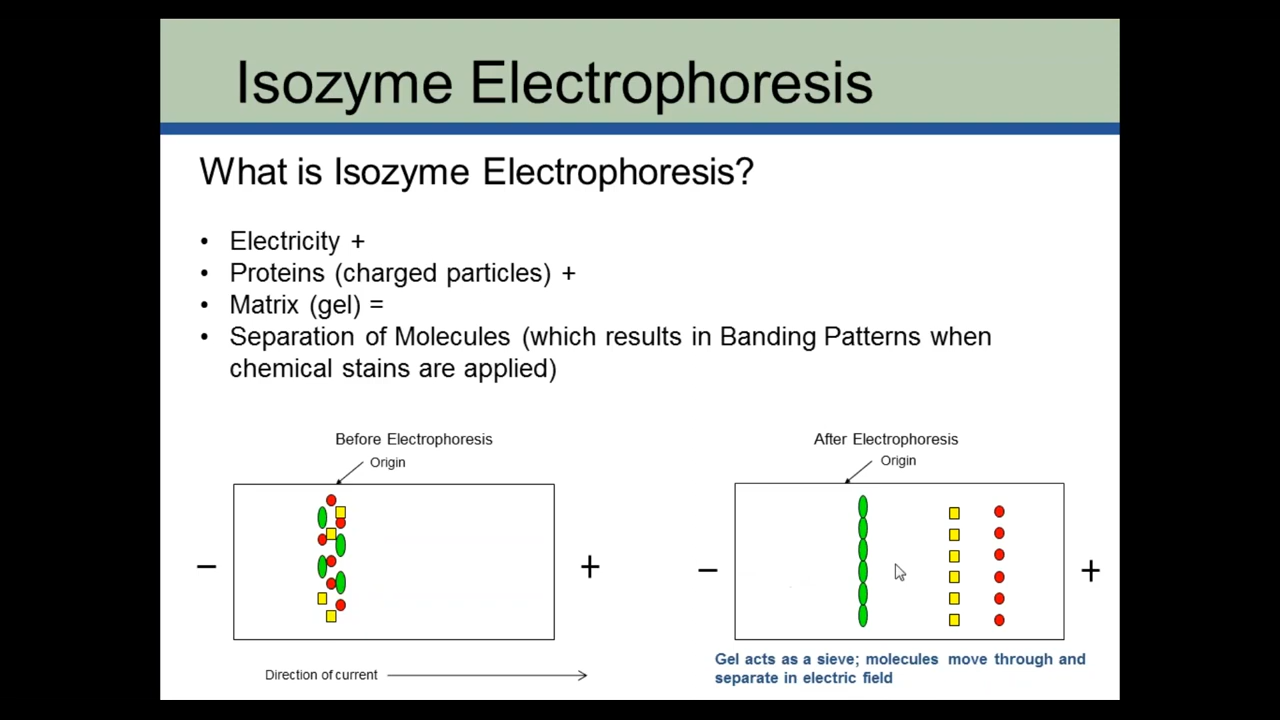 Isozyme Electrophoresis
What is Isozyme Electrophoresis?
• Electricity +
• Proteins (charged particles) +
• Matrix (gel) =
• Separation of Molecules (which results in Banding Patterns when
chemical stains are applied)
Before Electrophoresis
Origin
− +
Direction of current
After Electrophoresis
Origin
− +
Gel acts as a sieve; molecules move through and
separate in electric field